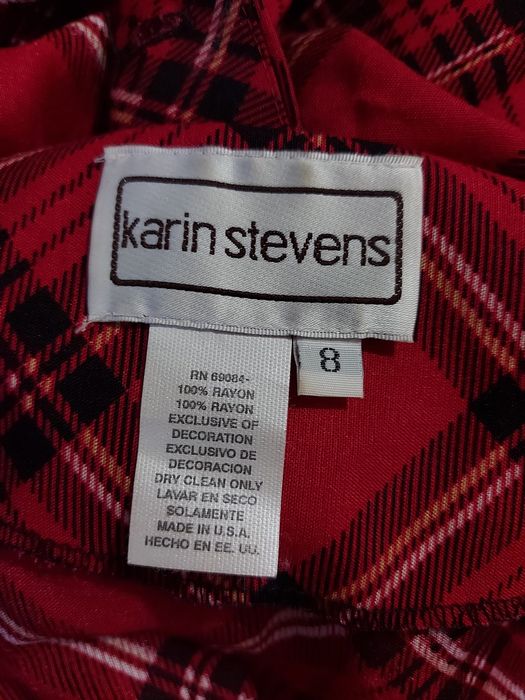 karin stevens
8
RN 69084-
100% RAYON
100% RAYON
EXCLUSIVE OF
DECORATION
EXCLUSIVO DE
DECORACION
DRY CLEAN ONLY
LAVAR EN SECO
SOLAMENTE
MADE IN U.S.A.
HECHO EN EE. UU.